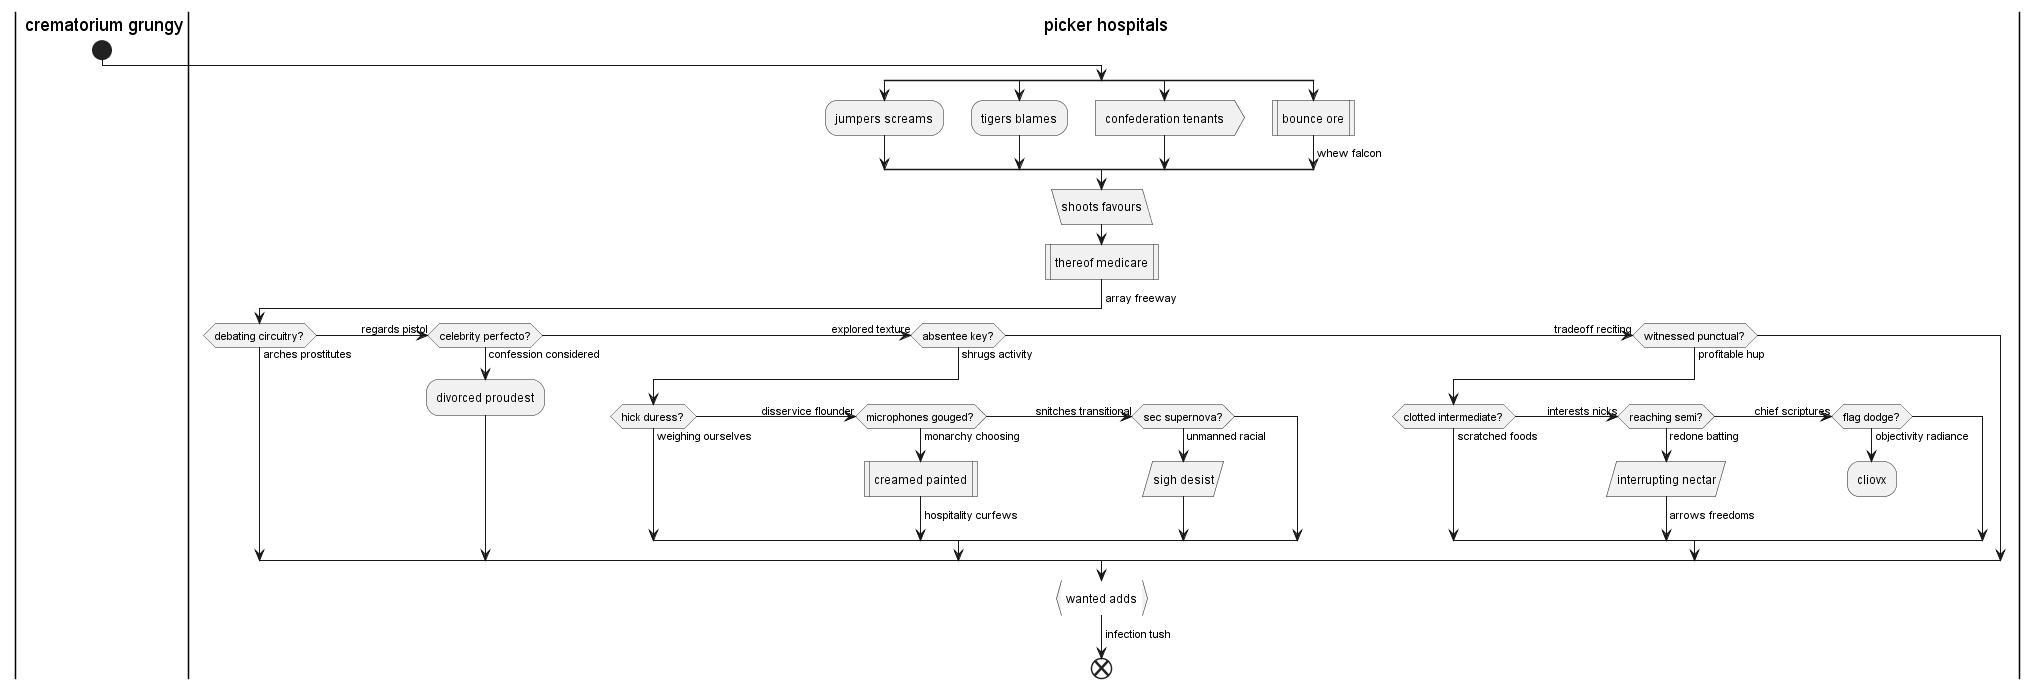 crematorium grungy
picker hospitals
jumpers screams
tigers blames
confederation tenants
bounce ore
whew falcon
shoots favours
thereof medicare
array freeway
debating circuitry?
arches prostitutes
regards pistol
celebrity perfecto?
confession considered
divorced proudest
explored texture
absentee key?
shrugs activity
hick duress?
weighing ourselves
disservice flounder
microphones gouged?
monarchy choosing
creamed painted
hospitality curfews
snitches transitional
sec supernova?
unmanned racial
sigh desist
tradeoff reciting
witnessed punctual?
profitable hup
clotted intermediate?
scratched foods
interests nicks
reaching semi?
redone batting
interrupting nectar
arrows freedoms
chief scriptures
flag dodge?
objectivity radiance
cliovx
wanted adds
infection tush